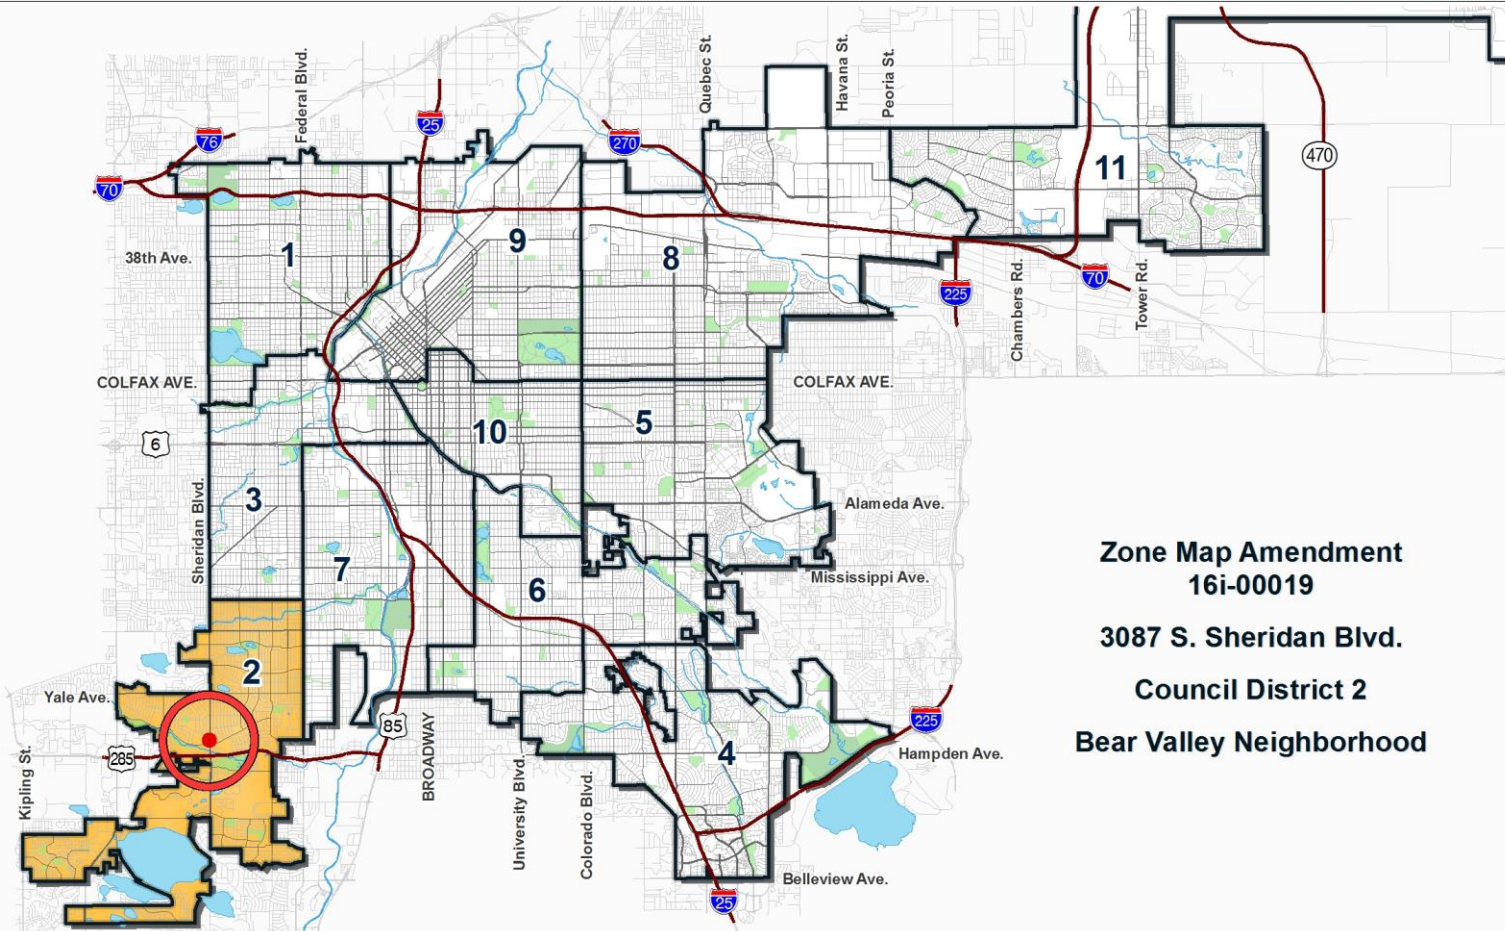 Federal Blvd.
Quebec St.
Havana St.
Peoria St.
76
25
270
470
70
11
38th Ave.
1
9
8
225
Chambers Rd.
70
Tower Rd.
COLFAX AVE.
COLFAX AVE.
6
10
5
Sheridan Blvd.
3
Alameda Ave.
7
6
Mississippi Ave.
Zone Map Amendment
16i-00019
3087 S. Sheridan Blvd.
Council District 2
Bear Valley Neighborhood
2
Yale Ave.
285
85
BROADWAY
225
4
Hampden Ave.
Kipling St.
University Blvd.
Colorado Blvd.
Belleview Ave.
25